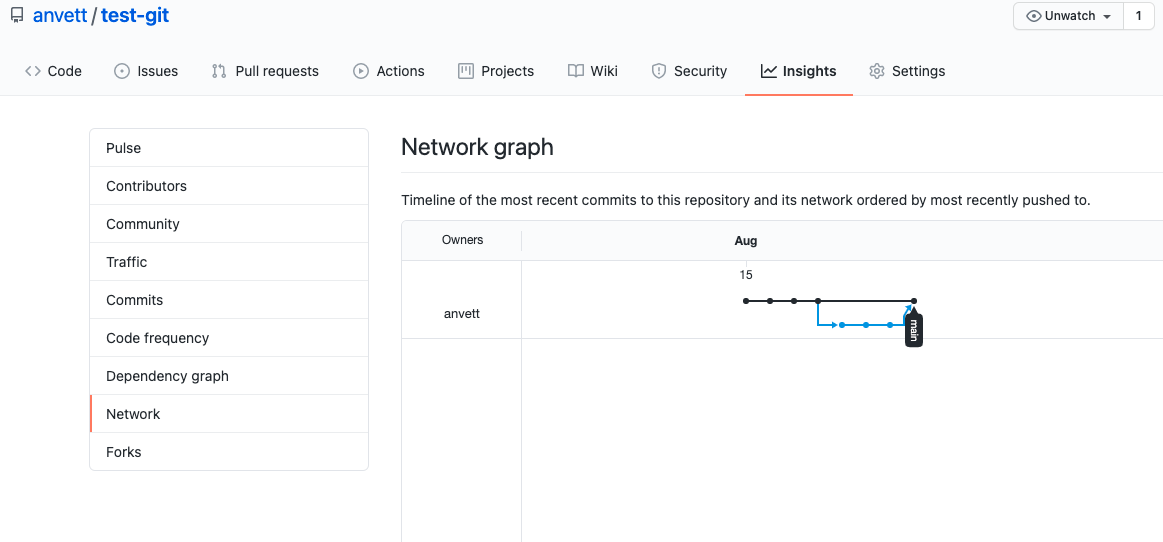 anvett / test-git
Unwatch 1
Code Issues Pull requests Actions Projects Wiki Security Insights Settings
Pulse
Contributors
Community
Traffic
Commits
Code frequency
Dependency graph
Network
Forks
Network graph
Timeline of the most recent commits to this repository and its network ordered by most recently pushed to.
Owners Aug
15
anvett
main